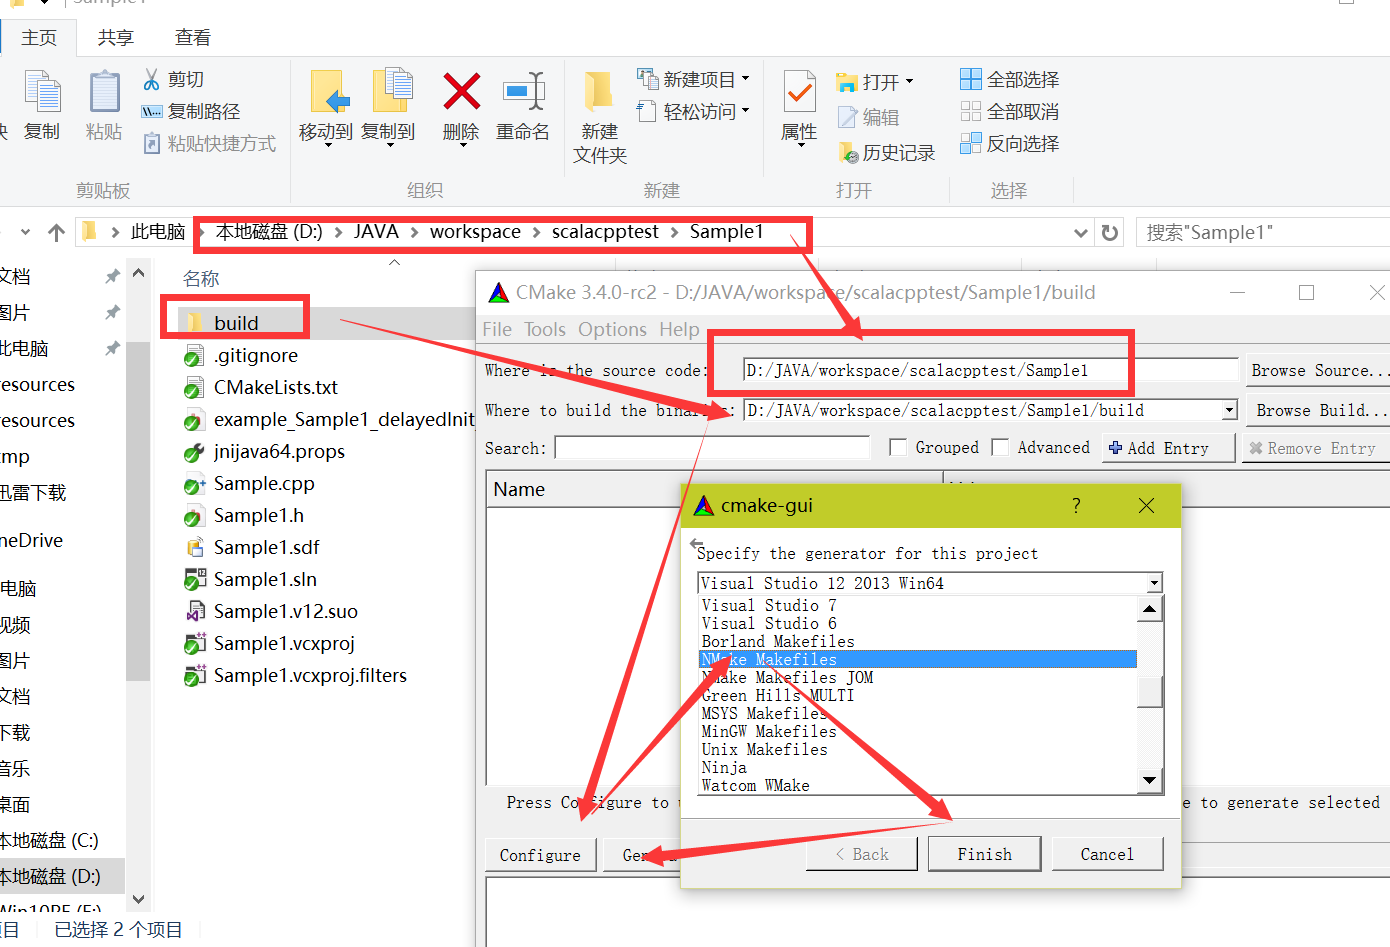 Sample1
主页 共享 查看
剪切
复制路径
粘贴快捷方式
复制 粘贴
剪贴板
移动到 复制到 删除 重命名
组织
新建
文件夹
新建项目
轻松访问
新建
属性
打开
编辑
历史记录
打开
全部选择
全部取消
反向选择
选择
此电脑 本地磁盘 (D:) JAVA workspace scalacpptest Sample1
搜索"Sample1"
文档
图片
此电脑
resources
resources
tmp
迅雷下载
neDrive
电脑
视频
图片
文档
下载
音乐
桌面
本地磁盘 (C:)
本地磁盘 (D:)
项目 已选择 2 个项目
名称
build
.gitignore
CMakeLists.txt
example_Sample1_delayedInit
jnijava64.props
Sample.cpp
Sample1.h
Sample1.sdf
Sample1.sln
Sample1.v12.suo
Sample1.vcxproj
Sample1.vcxproj.filters
CMake 3.4.0-rc2 - D:/JAVA/workspace/scalacpptest/Sample1/build
File Tools Options Help
Where is the source code: D:/JAVA/workspace/scalacpptest/Sample1 Browse Source...
Where to build the binaries: D:/JAVA/workspace/scalacpptest/Sample1/build Browse Build...
Search: Grouped Advanced Add Entry Remove Entry
Name
cmake-gui
?
Specify the generator for this project
Visual Studio 12 2013 Win64
Visual Studio 7
Visual Studio 6
Borland Makefiles
NMake Makefiles
NMake Makefiles JOM
Green Hills MULTI
MSYS Makefiles
MinGW Makefiles
Unix Makefiles
Ninja
Watcom WMake
< Back Finish Cancel
Press Configure to
e to generate selected
Configure